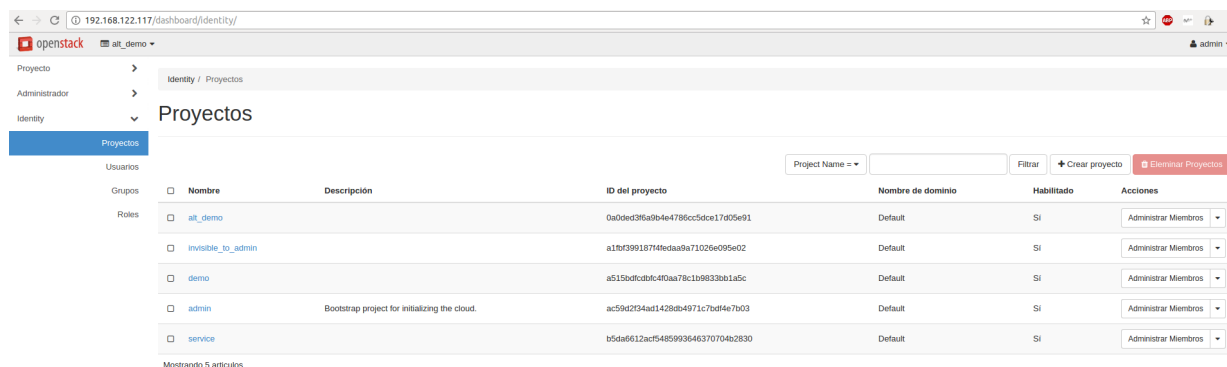 192.168.122.117/dashboard/identity/
ABP
openstack alt_demo admin
Proyecto
Administrador
Identity
Proyectos
Usuarios
Grupos
Roles
Identity / Proyectos
Proyectos
Project Name = Filtrar Crear proyecto Eleminar Proyectos
Nombre Descripción ID del proyecto Nombre de dominio Habilitado Acciones
alt_demo 0a0ded3f6a9b4e4786cc5dce17d05e91 Default Sí Administrar Miembros
invisible_to_admin a1fbf399187f4fedaa9a71026e095e02 Default Sí Administrar Miembros
demo a515bdfcdbfc4f0aa78c1b9833bb1a5c Default Sí Administrar Miembros
admin Bootstrap project for initializing the cloud. ac59d2f34ad1428db4971c7bdf4e7b03 Default Sí Administrar Miembros
service b5da6612acf5485993646370704b2830 Default Sí Administrar Miembros
Mostrando 5 articulos